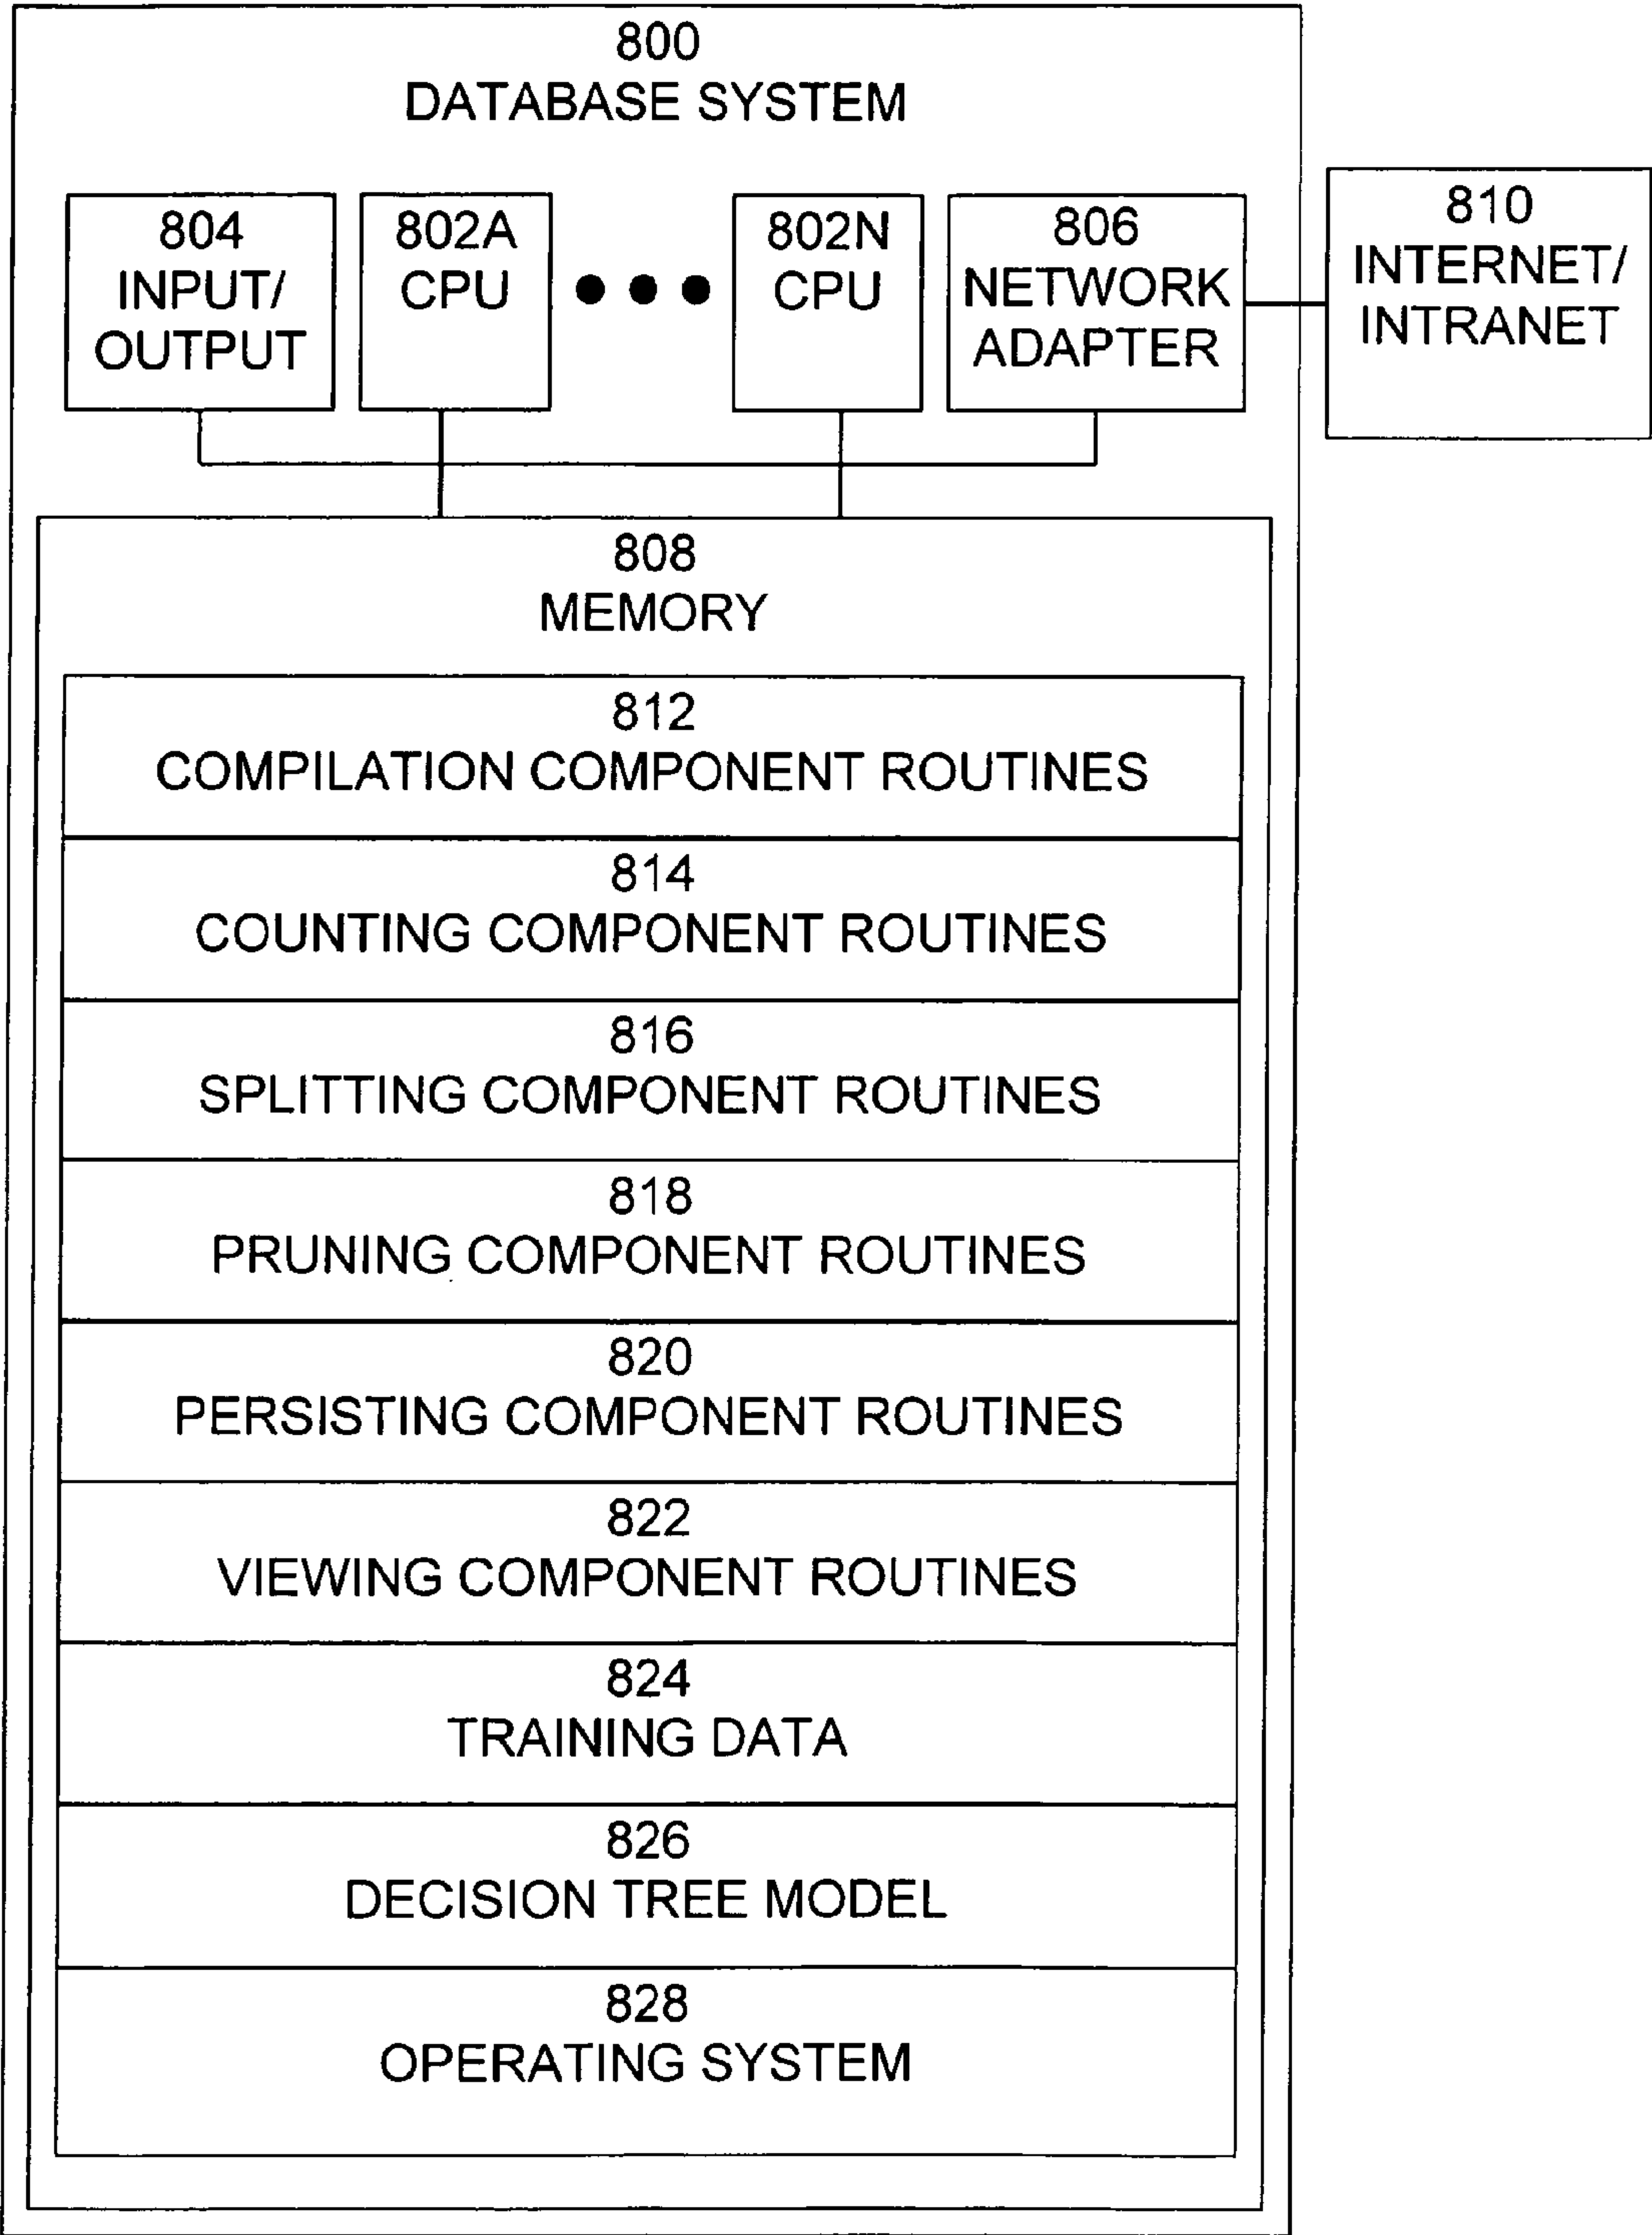 800
DATABASE SYSTEM
804
INPUT/
OUTPUT
802A
CPU
802N
CPU
806
NETWORK
ADAPTER
810
INTERNET/
INTRANET
808
MEMORY
812
COMPILATION COMPONENT ROUTINES
814
COUNTING COMPONENT ROUTINES
816
SPLITTING COMPONENT ROUTINES
818
PRUNING COMPONENT ROUTINES
820
PERSISTING COMPONENT ROUTINES
822
VIEWING COMPONENT ROUTINES
824
TRAINING DATA
826
DECISION TREE MODEL
828
OPERATING SYSTEM